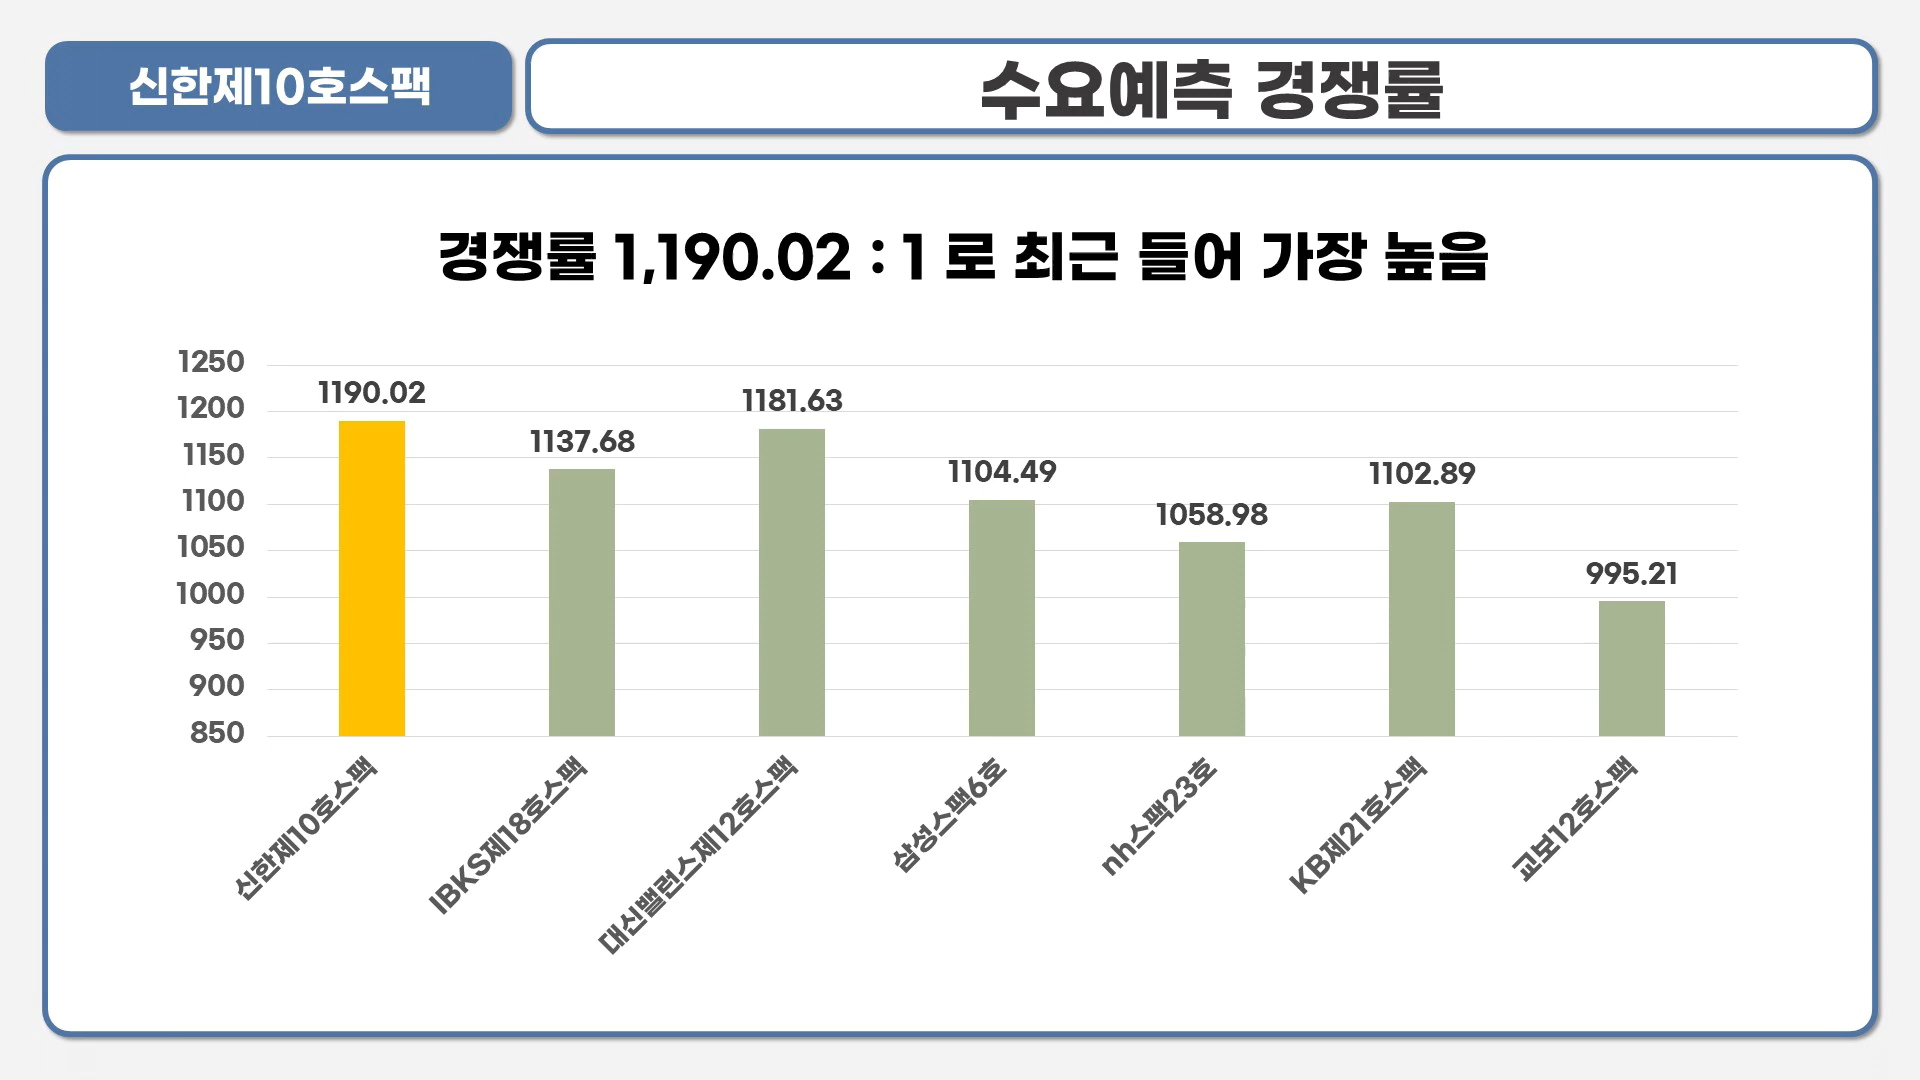 신한제10호스팩
수요예측 경쟁률
경쟁률 1,190.02 : 1 로 최근 들어 가장 높음
1250
1200
1150
1100
1050
1000
950
900
850
1190.02
1137.68
1181.63
1104.49
1058.98
1102.89
995.21
신한제10호스팩
IBKS제18호스팩
대신밸런스제12호스팩
삼성스팩6호
nh스팩23호
KB제21호스팩
교보12호스팩